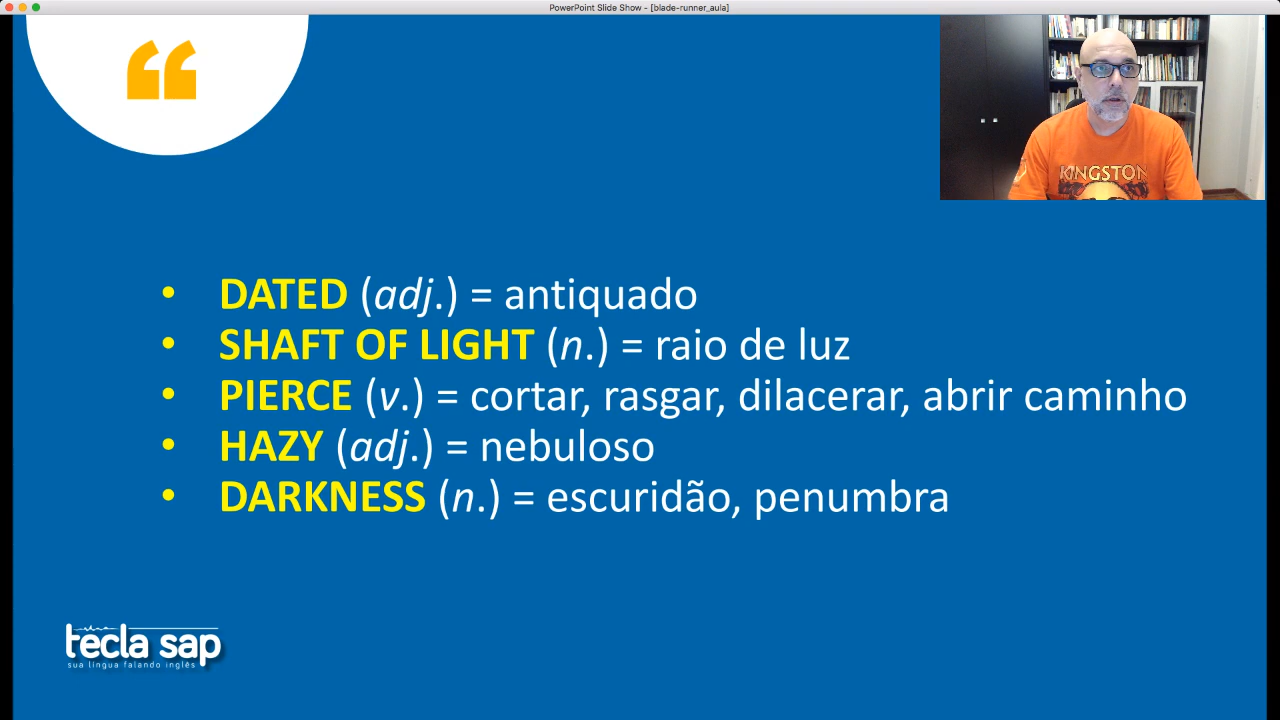 PowerPoint Slide Show - [blade-runner_aula]
“
KINGSTON
• DATED (adj.) = antiquado
• SHAFT OF LIGHT (n.) = raio de luz
• PIERCE (v.) = cortar, rasgar, dilacerar, abrir caminho
• HAZY (adj.) = nebuloso
• DARKNESS (n.) = escuridão, penumbra
tecla sap
sua língua falando inglês